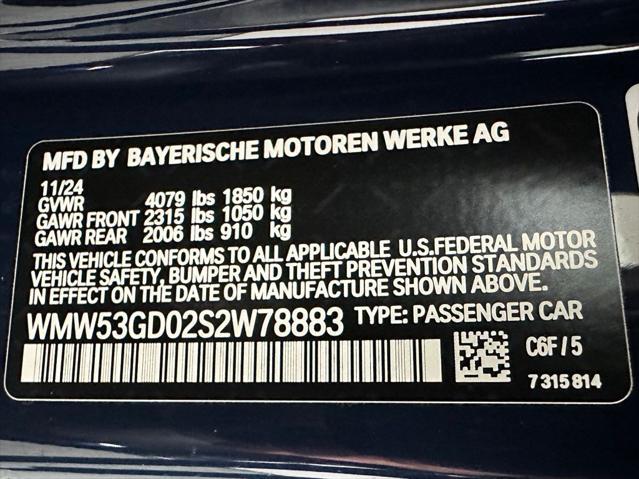 MFD BY BAYERISCHE MOTOREN WERKE AG
11/24
GVWR 4079 lbs 1850 kg
GAWR FRONT 2315 lbs 1050 kg
GAWR REAR 2006 lbs 910 kg
THIS VEHICLE CONFORMS TO ALL APPLICABLE U.S.FEDERAL MOTOR
VEHICLE SAFETY, BUMPER AND THEFT PREVENTION STANDARDS
IN EFFECT ON THE DATE OF MANUFACTURE SHOWN ABOVE.
WMW53GD02S2W78883 TYPE: PASSENGER CAR
C6F / 5
7 315 814